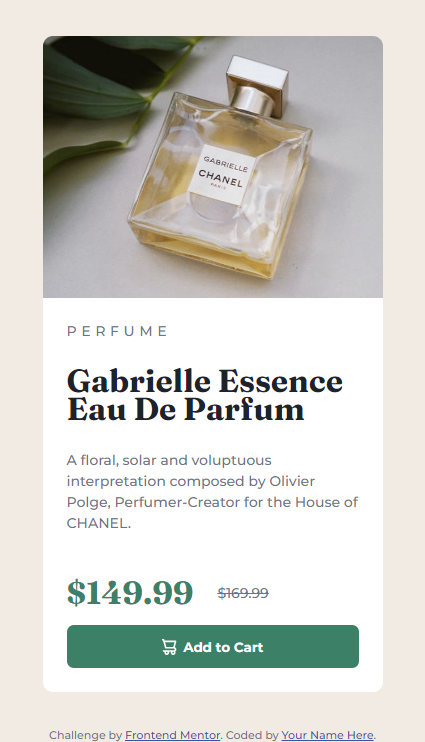 GABRIELLE
CHANEL
PARIS
PERFUME
Gabrielle Essence
Eau De Parfum
A floral, solar and voluptuous
interpretation composed by Olivier
Polge, Perfumer-Creator for the House of
CHANEL.
$149.99 $169.99
Add to Cart
Challenge by Frontend Mentor. Coded by Your Name Here.